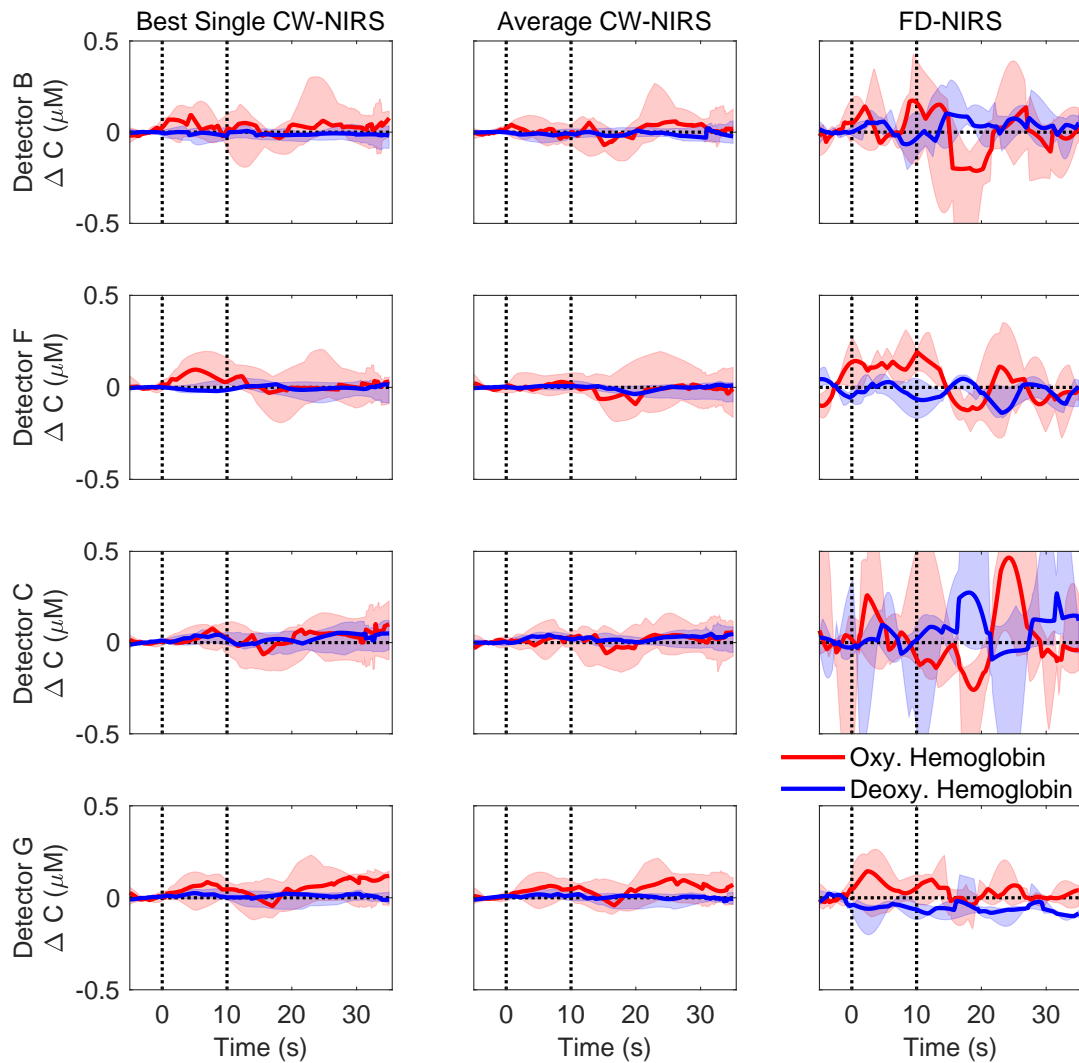 Best Single CW-NIRS
Average CW-NIRS
FD-NIRS
Detector B
Δ C (μM)
0.5
0
-0.5
Detector F
Δ C (μM)
0.5
0
-0.5
Detector C
Δ C (μM)
0.5
0
-0.5
Oxy. Hemoglobin
Deoxy. Hemoglobin
Detector G
Δ C (μM)
0.5
0
-0.5
0 10 20 30
0 10 20 30
0 10 20 30
Time (s)
Time (s)
Time (s)